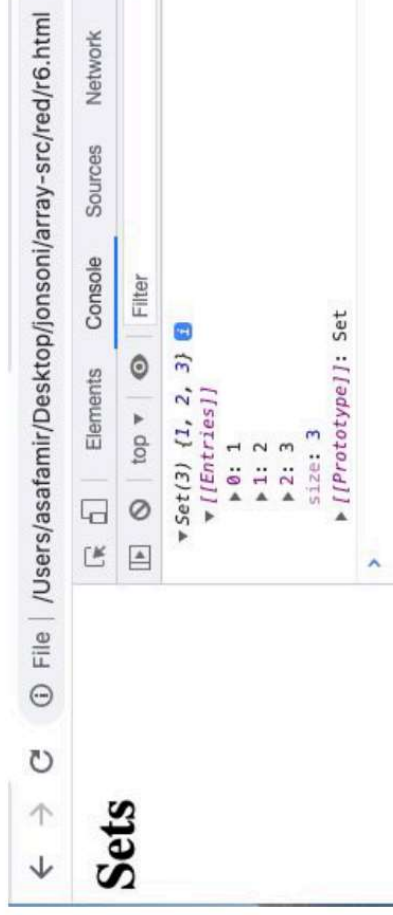 File | /Users/asafamir/Desktop/jonsoni/array-src/red/r6.html
Sets
Elements Console Sources Network
top Filter
Set(3) {1, 2, 3}
[[Entries]]
0: 1
1: 2
2: 3
size: 3
[[Prototype]]: Set